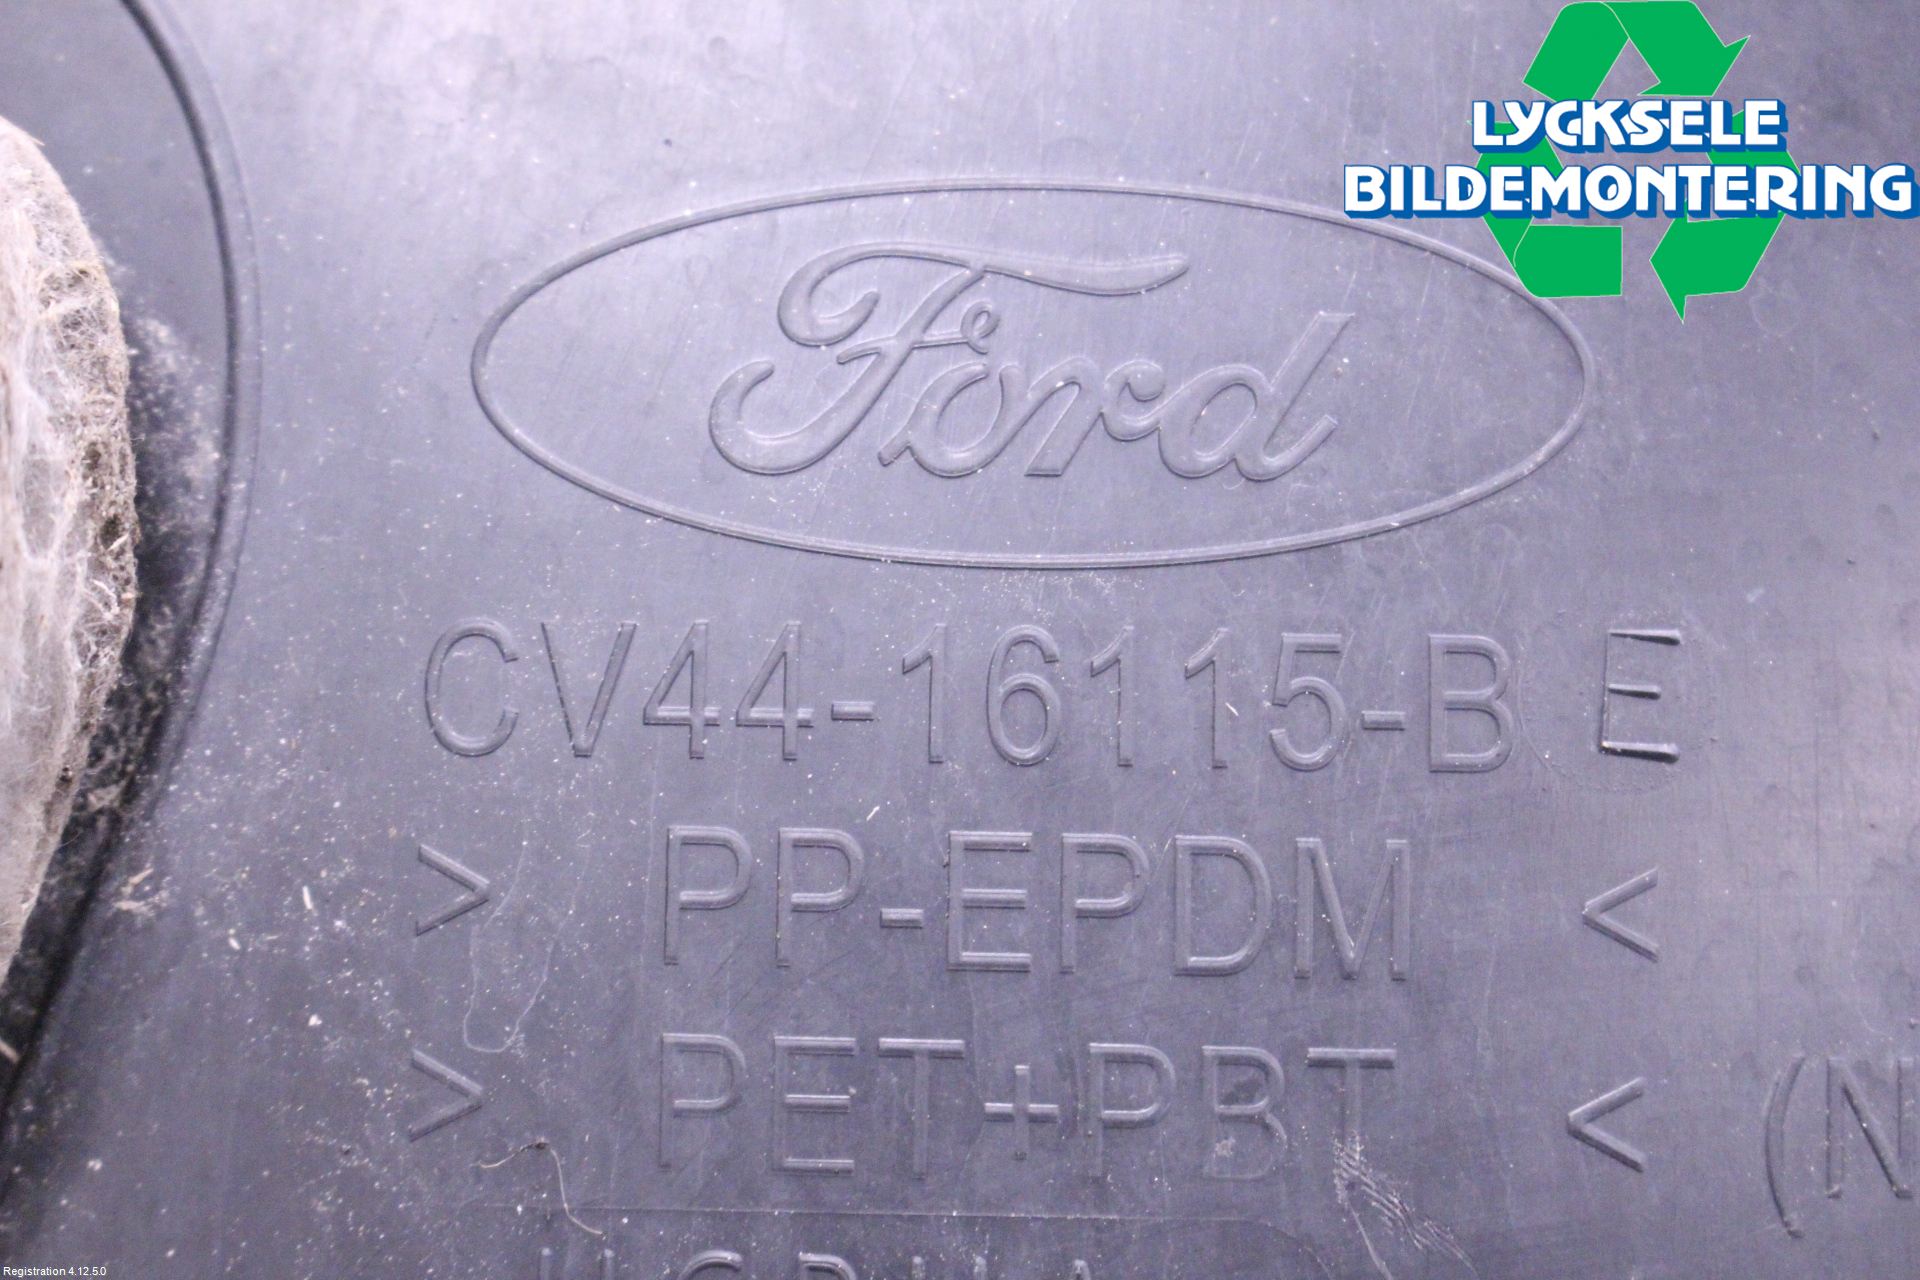 LYCKSELE
BILDEMONTERING
Ford
CV44-16115-B E
> PP-EPDM <
> PET+PBT < (N
Registration 4.12.5.0